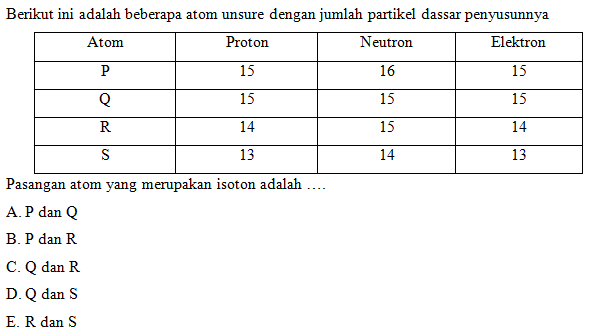 Berikut ini adalah beberapa atom unsure dengan jumlah partikel dassar penyusunnya
Atom Proton Neutron Elektron
P 15 16 15
Q 15 15 15
R 14 15 14
S 13 14 13
Pasangan atom yang merupakan isoton adalah ….
A. P dan Q
B. P dan R
C. Q dan R
D. Q dan S
E. R dan S